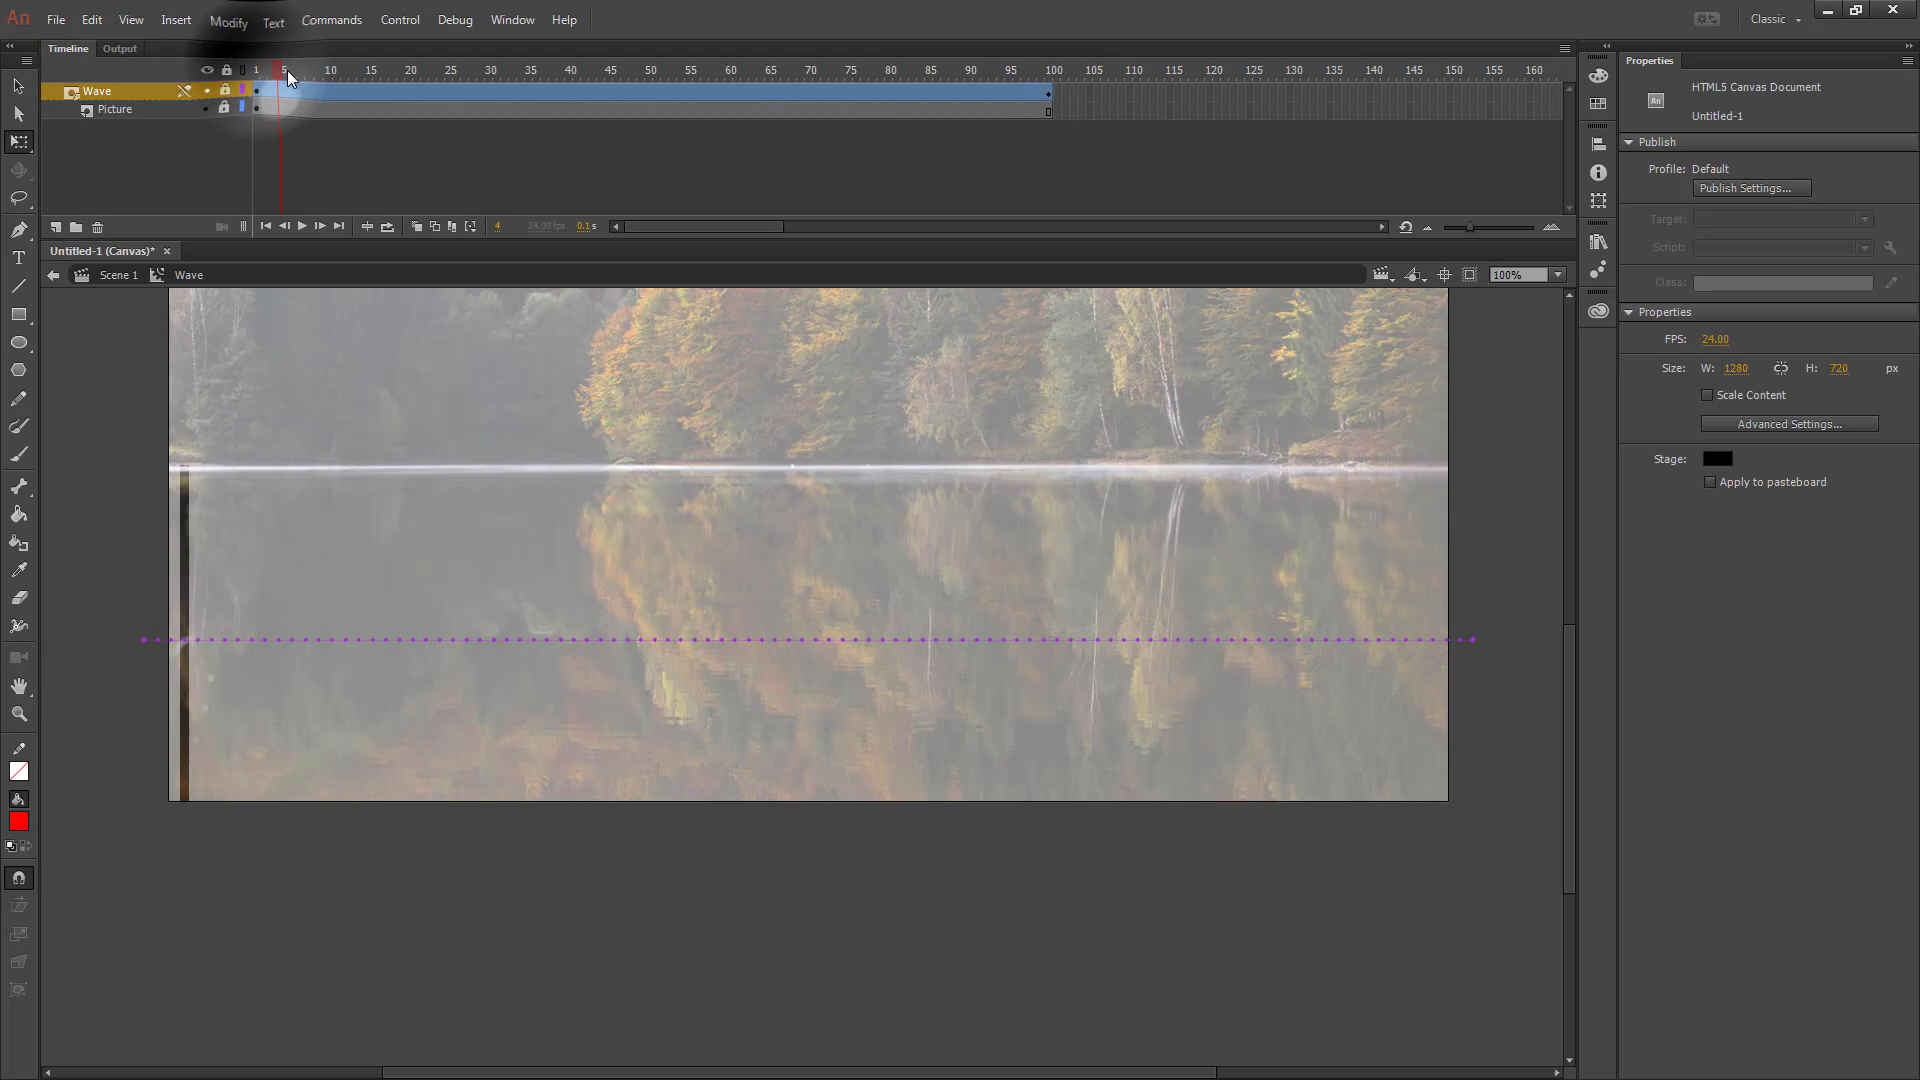 An File Edit View Insert Modify Text Commands Control Debug Window Help Classic
Timeline Output
Properties
1 5 10 15 20 25 30 35 40 45 50 55 60 65 70 75 80 85 90 95 100 105 110 115 120 125 130 135 140 145 150 155 160
Wave
Picture
4 24.00 fps 0.1 s
Untitled-1 (Canvas)*
Scene 1 Wave 100%
An HTML5 Canvas Document
Untitled-1
Publish
Profile: Default
Publish Settings...
Target:
Script:
Class:
Properties
FPS: 24.00
Size: W: 1280 H: 720 px
Scale Content
Advanced Settings...
Stage:
Apply to pasteboard